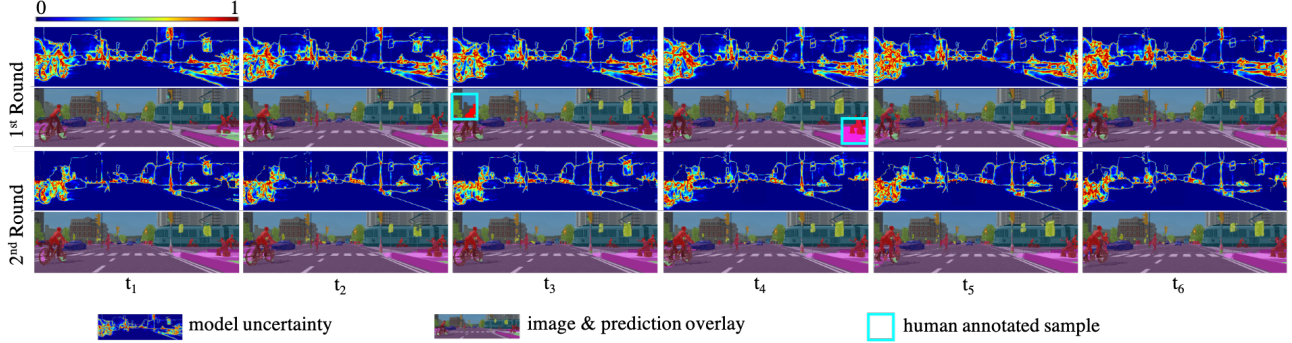 0 1
1st Round
2nd Round
t1 t2 t3 t4 t5 t6
model uncertainty image & prediction overlay human annotated sample